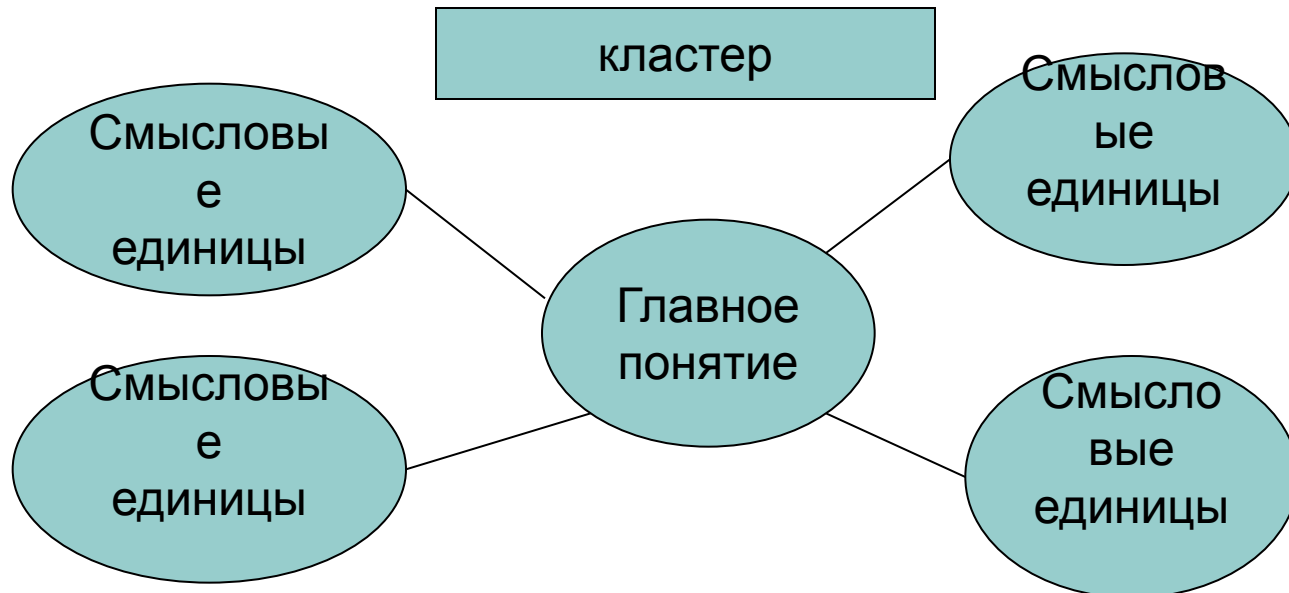 кластер
Смысловы
е
единицы
Смыслов
ые
единицы
Главное
понятие
Смысловы
е
единицы
Смысло
вые
единицы